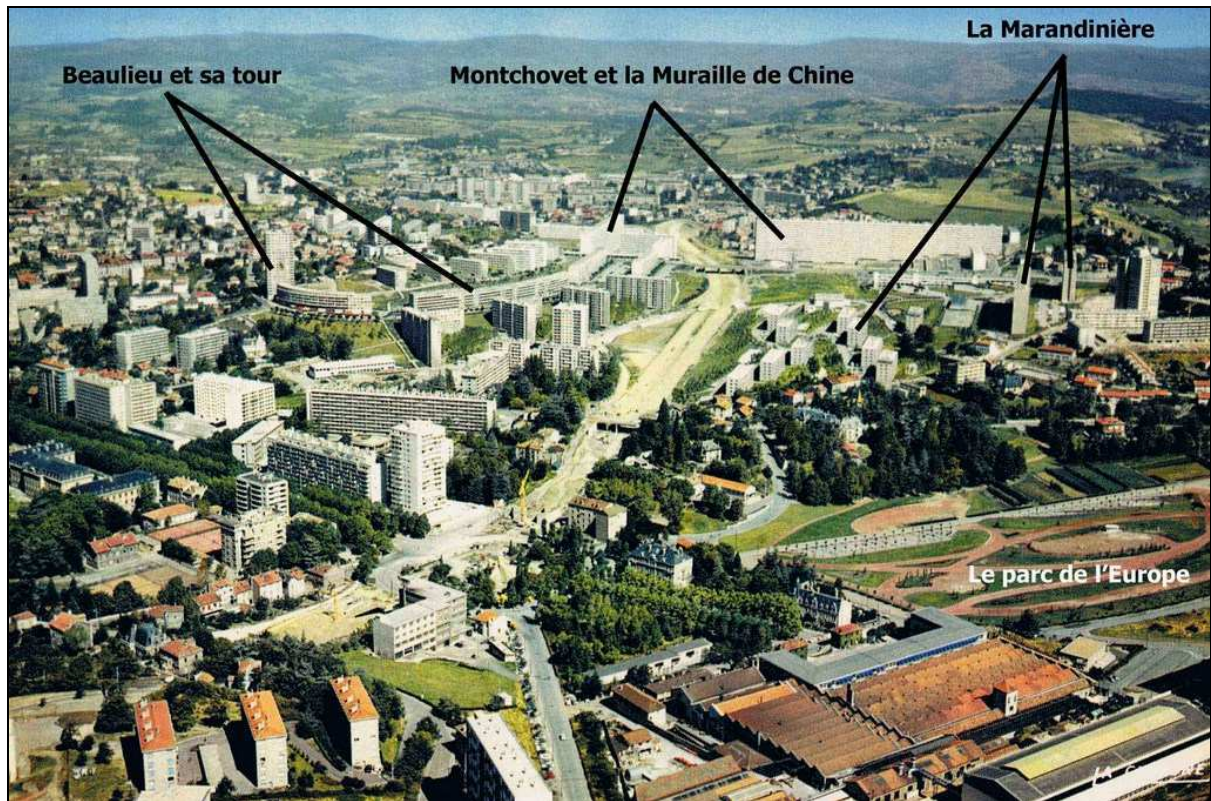 La Marandinière
Beaulieu et sa tour
Montchovet et la Muraille de Chine
Le parc de l'Europe